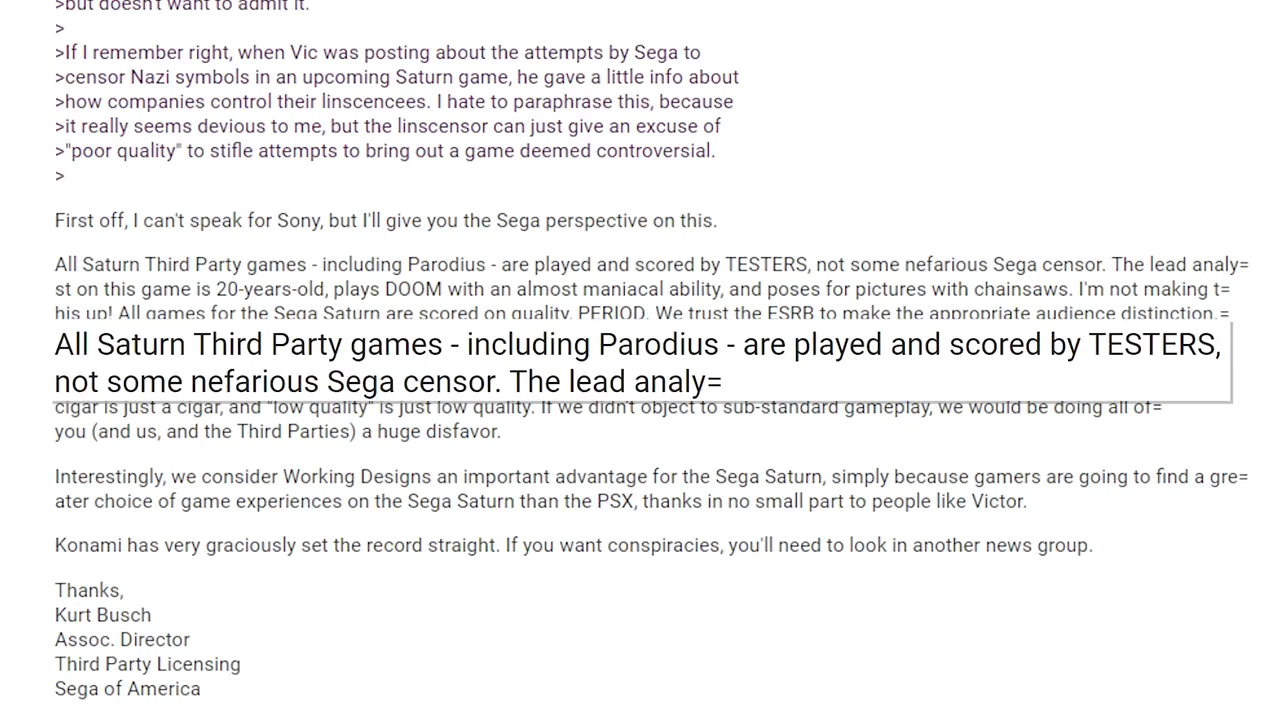 >but doesn't want to admit it.
>
>If I remember right, when Vic was posting about the attempts by Sega to
>censor Nazi symbols in an upcoming Saturn game, he gave a little info about
>how companies control their linscencees. I hate to paraphrase this, because
>it really seems devious to me, but the linscensor can just give an excuse of
>"poor quality" to stifle attempts to bring out a game deemed controversial.
>
First off, I can't speak for Sony, but I'll give you the Sega perspective on this.
All Saturn Third Party games - including Parodius - are played and scored by TESTERS, not some nefarious Sega censor. The lead analy=
st on this game is 20-years-old, plays DOOM with an almost maniacal ability, and poses for pictures with chainsaws. I'm not making t=
his up! All games for the Sega Saturn are scored on quality. PERIOD. We trust the ESRB to make the appropriate audience distinction.=
All Saturn Third Party games - including Parodius - are played and scored by TESTERS,
not some nefarious Sega censor. The lead analy=
cigar is just a cigar, and "low quality" is just low quality. If we didn't object to sub-standard gameplay, we would be doing all of=
you (and us, and the Third Parties) a huge disfavor.
Interestingly, we consider Working Designs an important advantage for the Sega Saturn, simply because gamers are going to find a gre=
ater choice of game experiences on the Sega Saturn than the PSX, thanks in no small part to people like Victor.
Konami has very graciously set the record straight. If you want conspiracies, you'll need to look in another news group.
Thanks,
Kurt Busch
Assoc. Director
Third Party Licensing
Sega of America